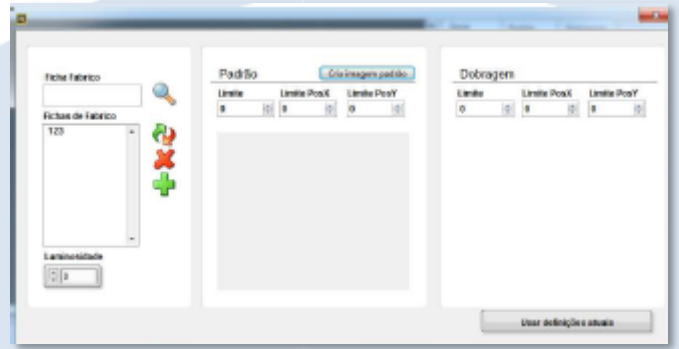 Ficha Fabrico
Fichas de Fabrico
123
Luminosidade
0
Padrão
Cria imagem padrão
Limite Limite PosX Limite PosY
0 0 0
Dobragem
Limite Limite PosX Limite PosY
0 0 0
Usar definições atuais